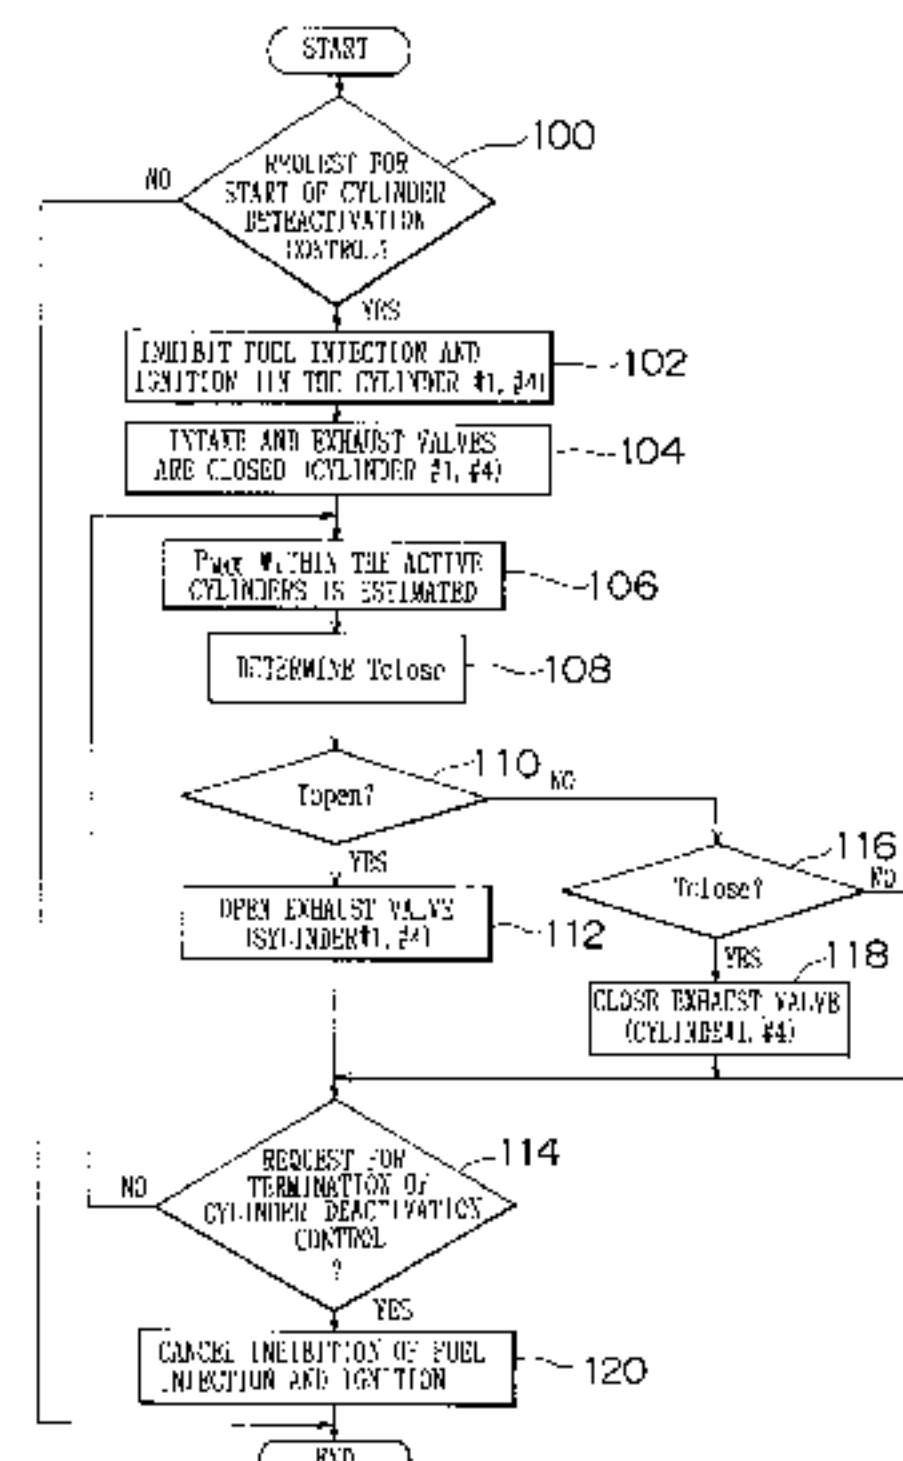 START
100
REQUEST FOR
START OF CYLINDER
CONTROL?
NO
YES
INHIBIT FUEL INJECTION AND
IGNITION (IN THE CYLINDER #1, #4)
102
INTAKE AND EXHAUST VALVES
ARE CLOSED (CYLINDER #1, #4)
104
PMAX WITHIN THE ACTIVE
CYLINDERS IS ESTIMATED
106
DETERMINE Tclose
108
110
Topen?
NO
YES
116
Tclose?
NO
OPEN EXHAUST VALVE
(SYLINDER#1, #4)
112
YES
118
CLOSE EXHAUST VALVE
#4)
114
REQUEST FOR
TERMINATION OF
CYLINDER DEACTIVATION
CONTROL
?
NO
YES
CANCEL INHIBITION OF FUEL
INJECTION AND IGNITION
120
END